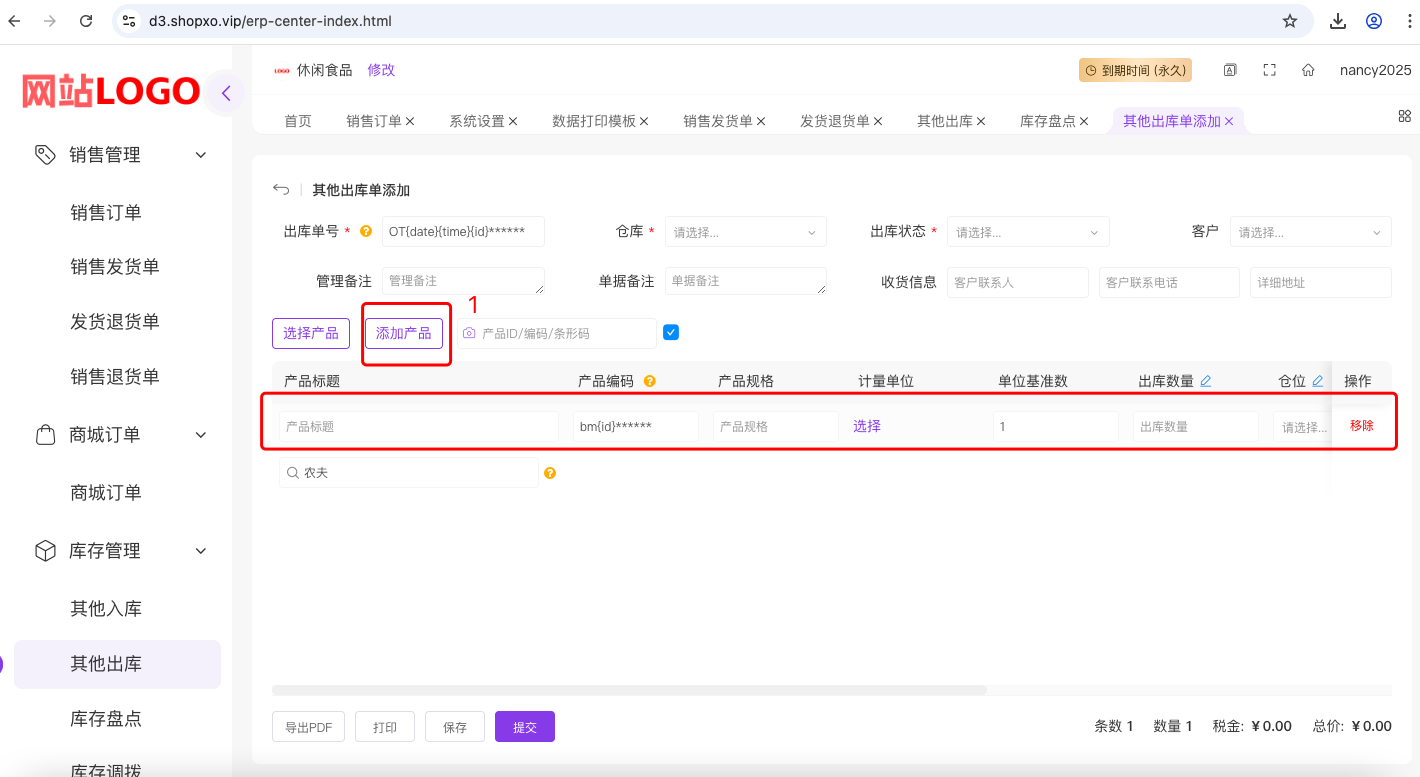 d3.shopxo.vip/erp-center-index.html
网站LOGO
LOGO 休闲食品 修改 到期时间 (永久) nancy2025
首页 销售订单 系统设置 数据打印模板 销售发货单 发货退货单 其他出库 库存盘点 其他出库单添加
销售管理
销售订单
销售发货单
发货退货单
销售退货单
商城订单
商城订单
库存管理
其他入库
其他出库
库存盘点
库存调拨
其他出库单添加
出库单号 * OT{date}{time}{id}****** 仓库 * 请选择... 出库状态 * 请选择... 客户 请选择...
管理备注 管理备注 单据备注 单据备注 收货信息 客户联系人 客户联系电话 详细地址
1
选择产品 添加产品 产品ID/编码/条形码
产品标题 产品编码 产品规格 计量单位 单位基准数 出库数量 仓位 操作
产品标题 bm{id}****** 产品规格 选择 1 出库数量 请选择... 移除
农夫
导出PDF 打印 保存 提交 条数 1 数量 1 税金: ¥0.00 总价: ¥0.00